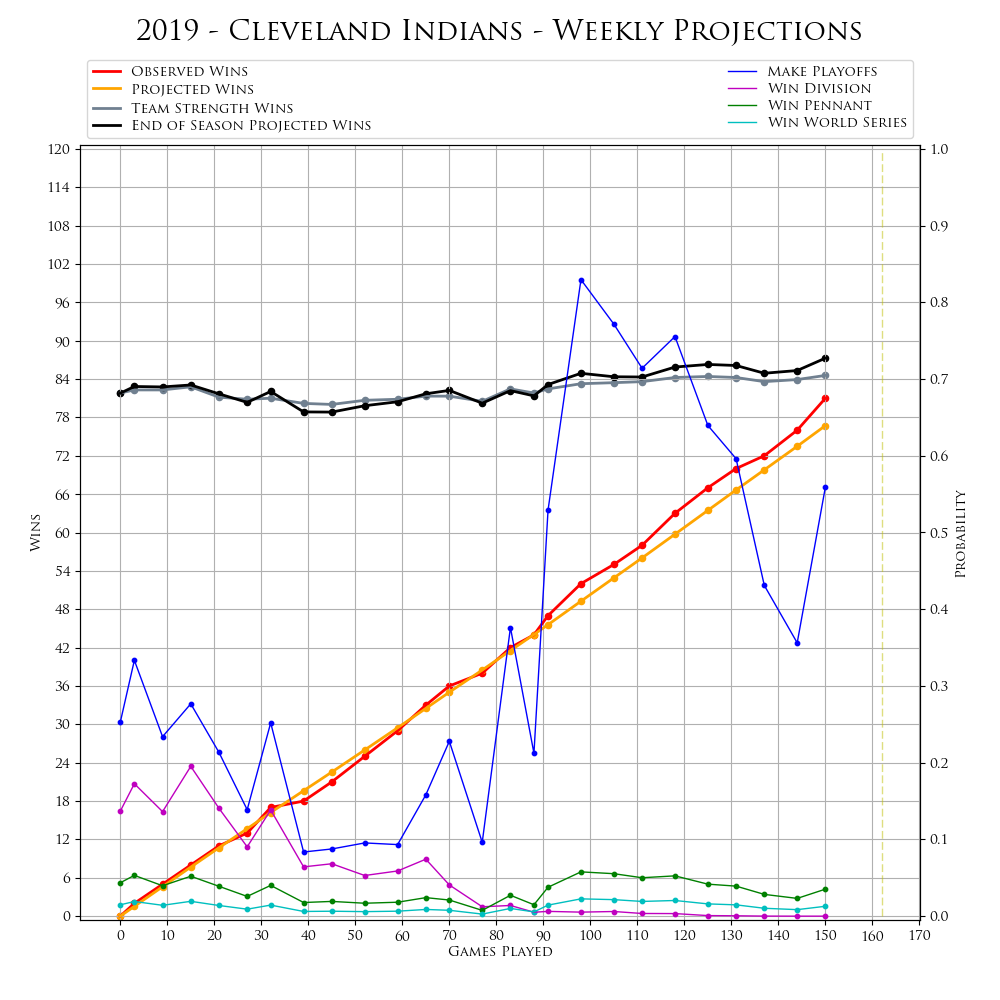 2019 - Cleveland Indians - Weekly Projections
Observed Wins
Projected Wins
Team Strength Wins
End of Season Projected Wins
Make Playoffs
Win Division
Win Pennant
Win World Series
120
114
108
102
96
90
84
78
72
66
60
54
48
42
36
30
24
18
12
6
0
Wins
1.0
0.9
0.8
0.7
0.6
0.5
0.4
0.3
0.2
0.1
0.0
Probability
0 10 20 30 40 50 60 70 80 90 100 110 120 130 140 150 160 170
Games Played